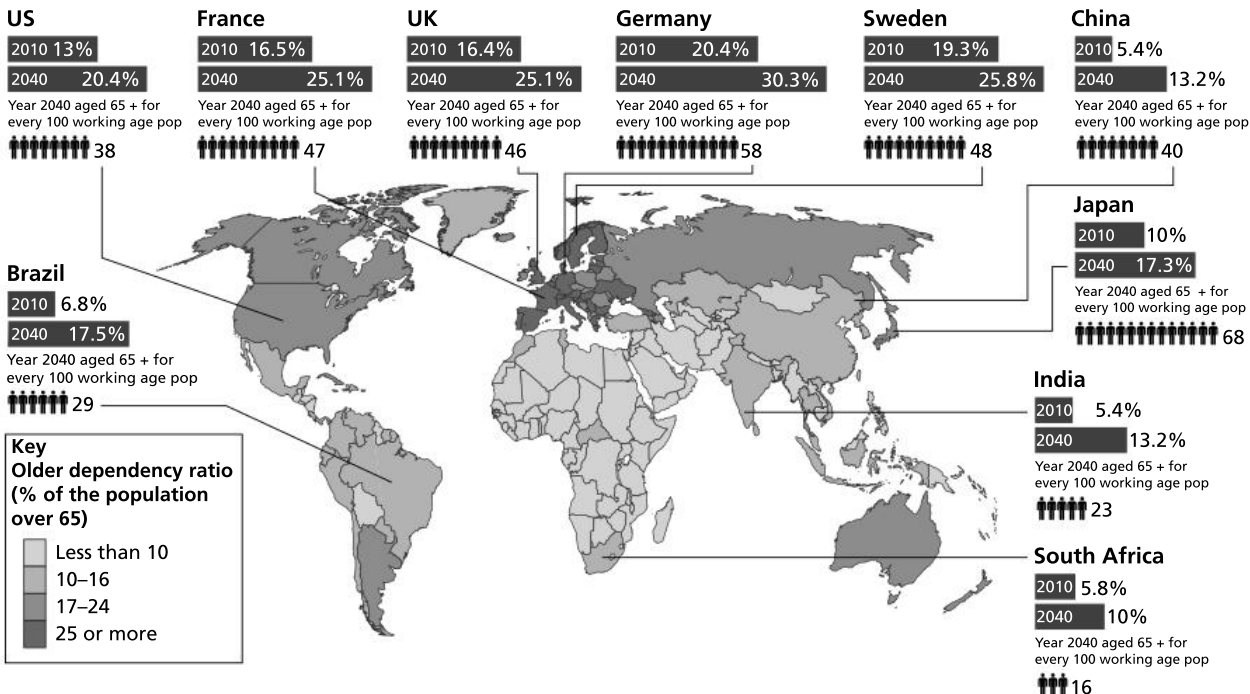 US
2010 13%
2040 20.4%
Year 2040 aged 65 + for
every 100 working age pop
38
France
2010 16.5%
2040 25.1%
Year 2040 aged 65 + for
every 100 working age pop
47
UK
2010 16.4%
2040 25.1%
Year 2040 aged 65 + for
every 100 working age pop
46
Germany
2010 20.4%
2040 30.3%
Year 2040 aged 65 + for
every 100 working age pop
58
Sweden
2010 19.3%
2040 25.8%
Year 2040 aged 65 + for
every 100 working age pop
48
China
2010 5.4%
2040 13.2%
Year 2040 aged 65 + for
every 100 working age pop
40
Japan
2010 10%
2040 17.3%
Year 2040 aged 65 + for
every 100 working age pop
68
Brazil
2010 6.8%
2040 17.5%
Year 2040 aged 65 + for
every 100 working age pop
29
India
2010 5.4%
2040 13.2%
Year 2040 aged 65 + for
every 100 working age pop
23
South Africa
2010 5.8%
2040 10%
Year 2040 aged 65 + for
every 100 working age pop
16
Key
Older dependency ratio
(% of the population
over 65)
Less than 10
10–16
17–24
25 or more